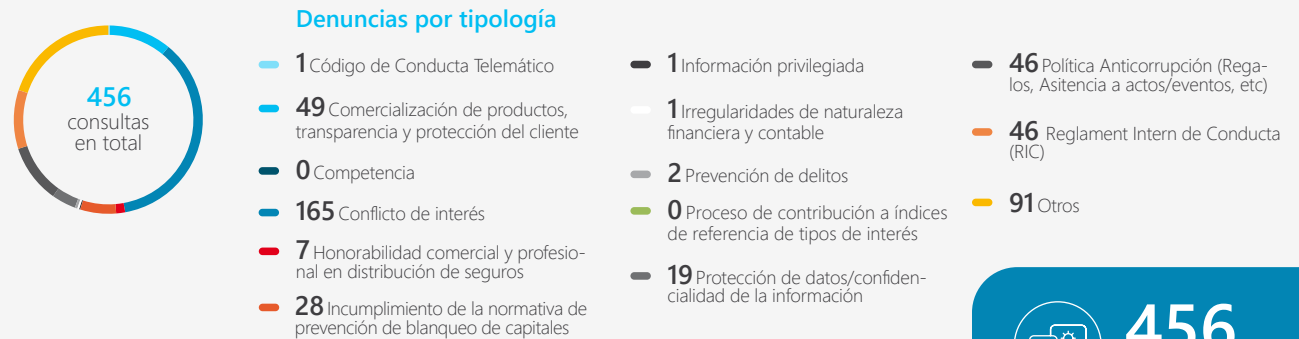 Denuncias por tipología
456
consultas
en total
1 Código de Conducta Telemático
49 Comercialización de productos,
transparencia y protección del cliente
0 Competencia
165 Conflicto de interés
7 Honorabilidad comercial y profesio-
nal en distribución de seguros
28 Incumplimiento de la normativa de
prevención de blanqueo de capitales
1 Información privilegiada
1 Irregularidades de naturaleza
financiera y contable
2 Prevención de delitos
0 Proceso de contribución a índices
de referencia de tipos de interés
19 Protección de datos/confiden-
cialidad de la información
46 Política Anticorrupción (Rega-
los, Asitencia a actos/eventos, etc)
46 Reglament Intern de Conducta
(RIC)
91 Otros
456